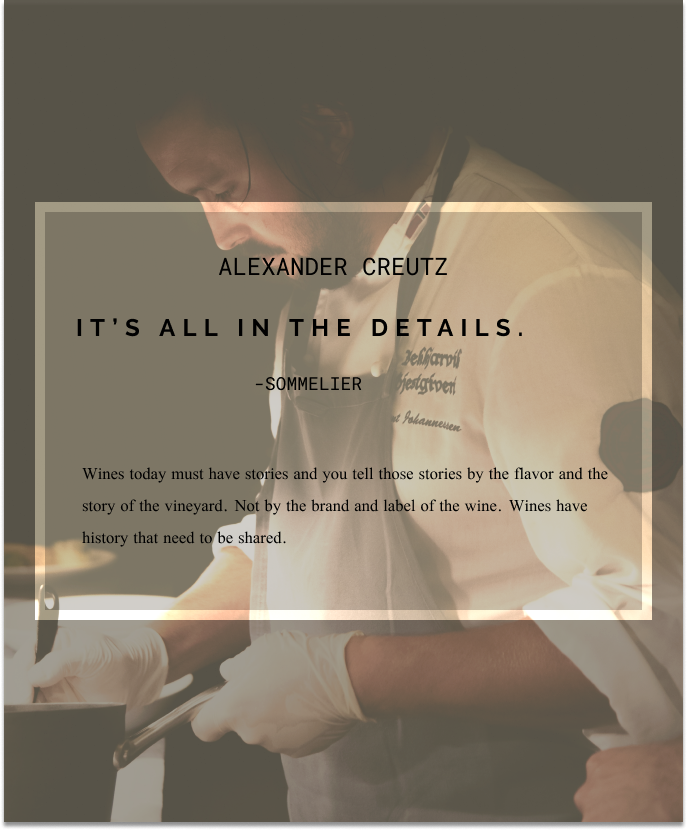 ALEXANDER CREUTZ
IT'S ALL IN THE DETAILS.
-SOMMELIER
Jekharvit
Johannessen
Wines today must have stories and you tell those stories by the flavor and the
story of the vineyard. Not by the brand and label of the wine. Wines have
history that need to be shared.